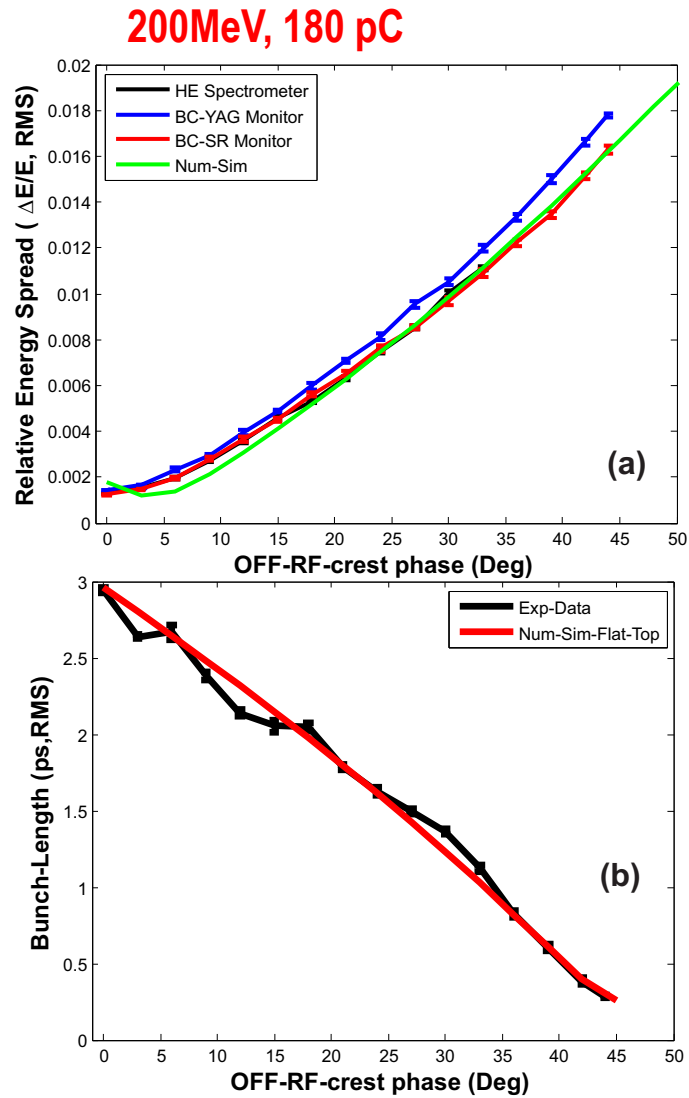 200MeV, 180 pC
Relative Energy Spread ( ΔE/E, RMS)
0.02
0.018
0.016
0.014
0.012
0.01
0.008
0.006
0.004
0.002
0
HE Spectrometer
BC-YAG Monitor
BC-SR Monitor
Num-Sim
(a)
0 5 10 15 20 25 30 35 40 45 50
OFF-RF-crest phase (Deg)
Bunch-Length (ps,RMS)
3
2.5
2
1.5
1
0.5
0
Exp-Data
Num-Sim-Flat-Top
(b)
0 5 10 15 20 25 30 35 40 45 50
OFF-RF-crest phase (Deg)